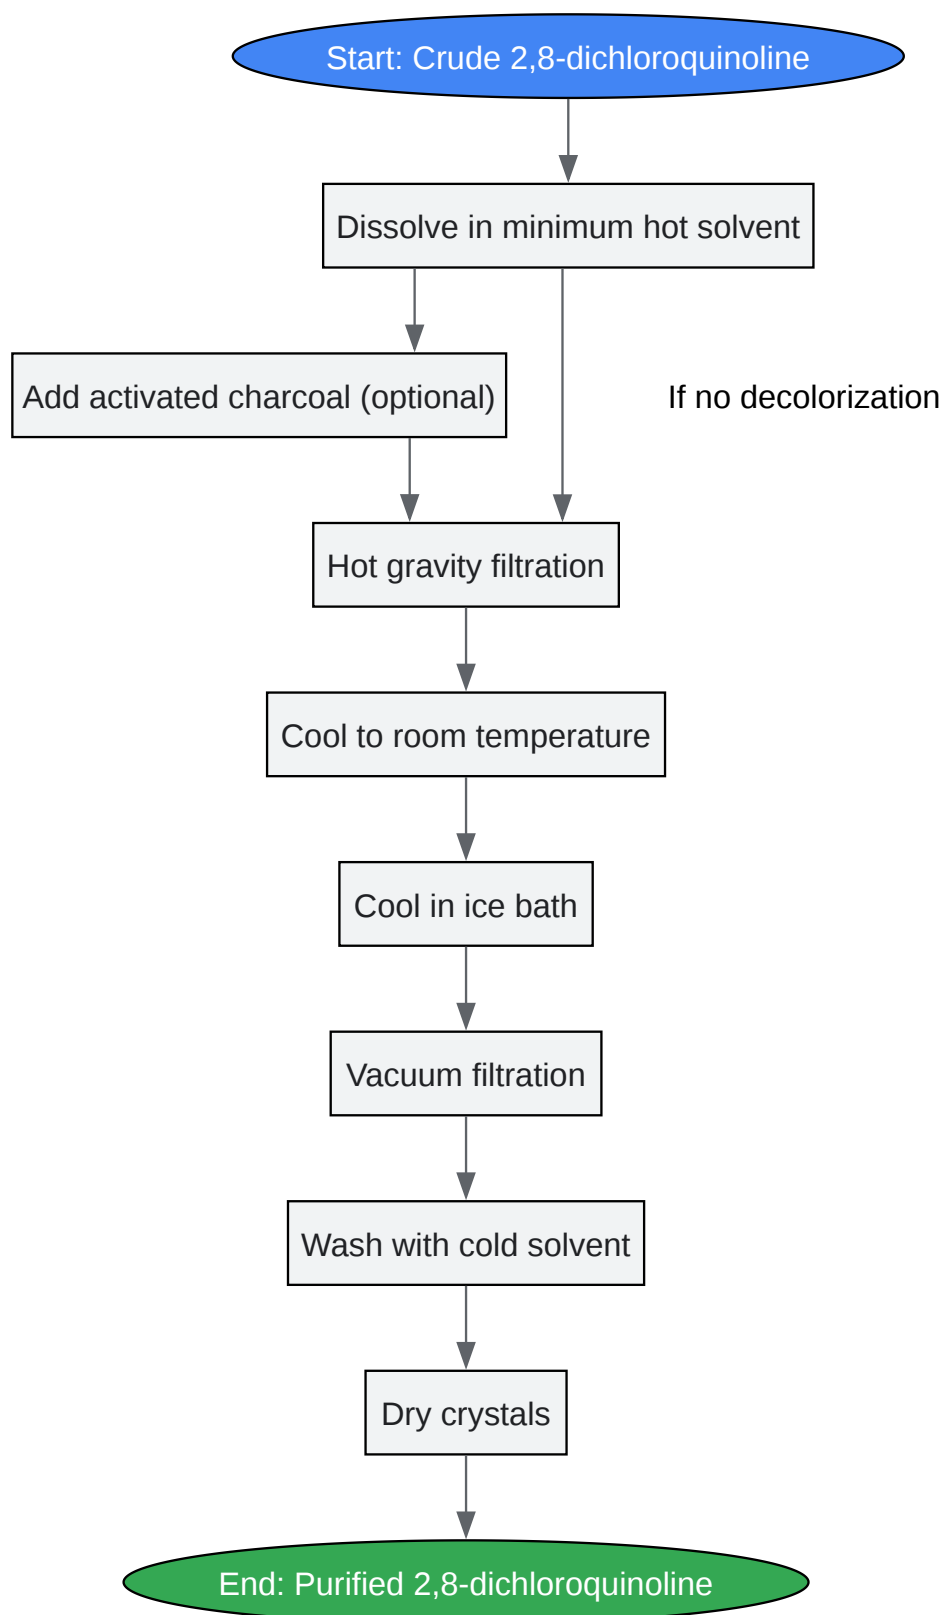 Start: Crude 2,8-dichloroquinoline
Dissolve in minimum hot solvent
Add activated charcoal (optional)
If no decolorization
Hot gravity filtration
Cool to room temperature
Cool in ice bath
Vacuum filtration
Wash with cold solvent
Dry crystals
End: Purified 2,8-dichloroquinoline